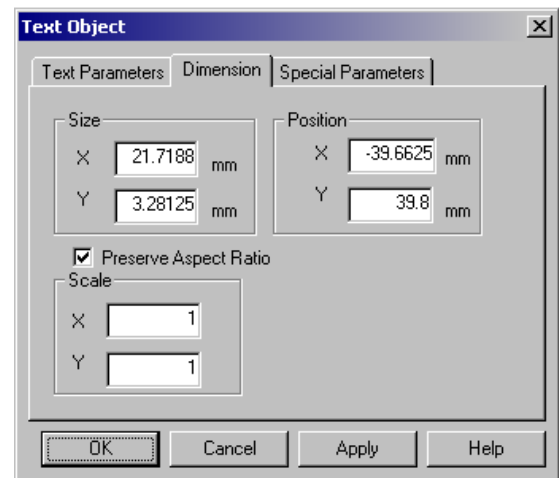 Text Object
Text Parameters Dimension Special Parameters
Size Position
X 21.7188 mm X -39.6625 mm
Y 3.28125 mm Y 39.8 mm
Preserve Aspect Ratio
Scale
X 1
Y 1
OK Cancel Apply Help